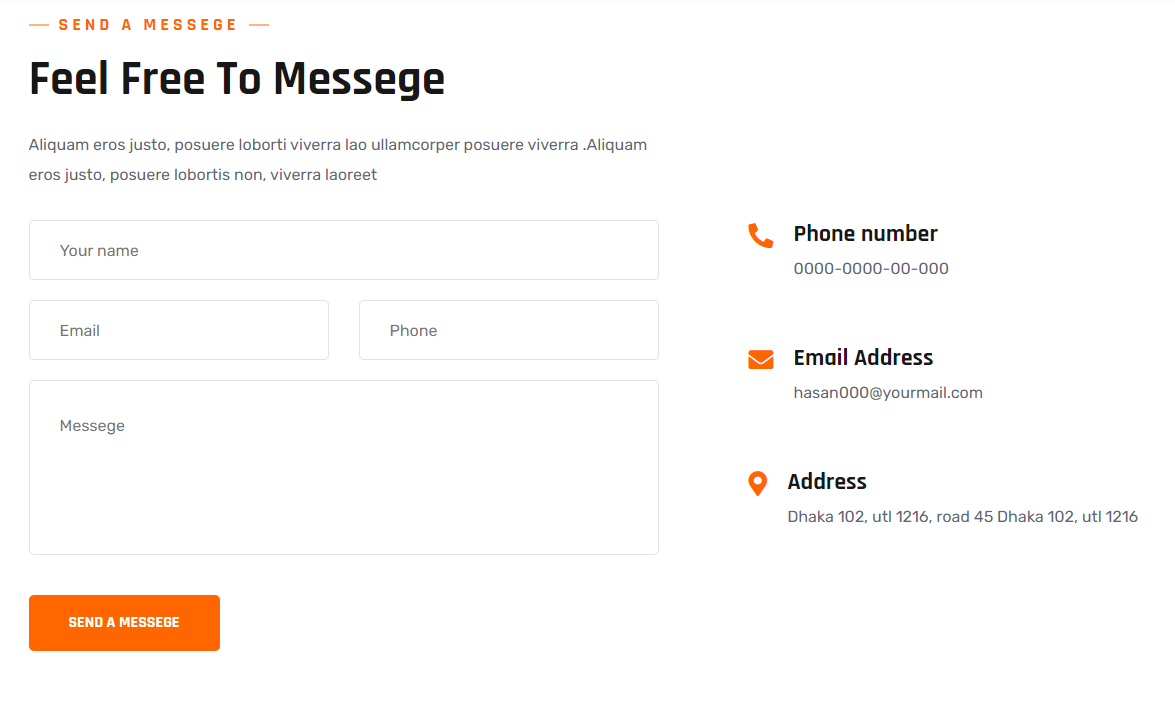 SEND A MESSEGE
Feel Free To Messege
Aliquam eros justo, posuere loborti viverra lao ullamcorper posuere viverra .Aliquam
eros justo, posuere lobortis non, viverra laoreet
Your name
Email
Phone
Messege
SEND A MESSEGE
Phone number
0000-0000-00-000
Email Address
hasan000@yourmail.com
Address
Dhaka 102, utl 1216, road 45 Dhaka 102, utl 1216